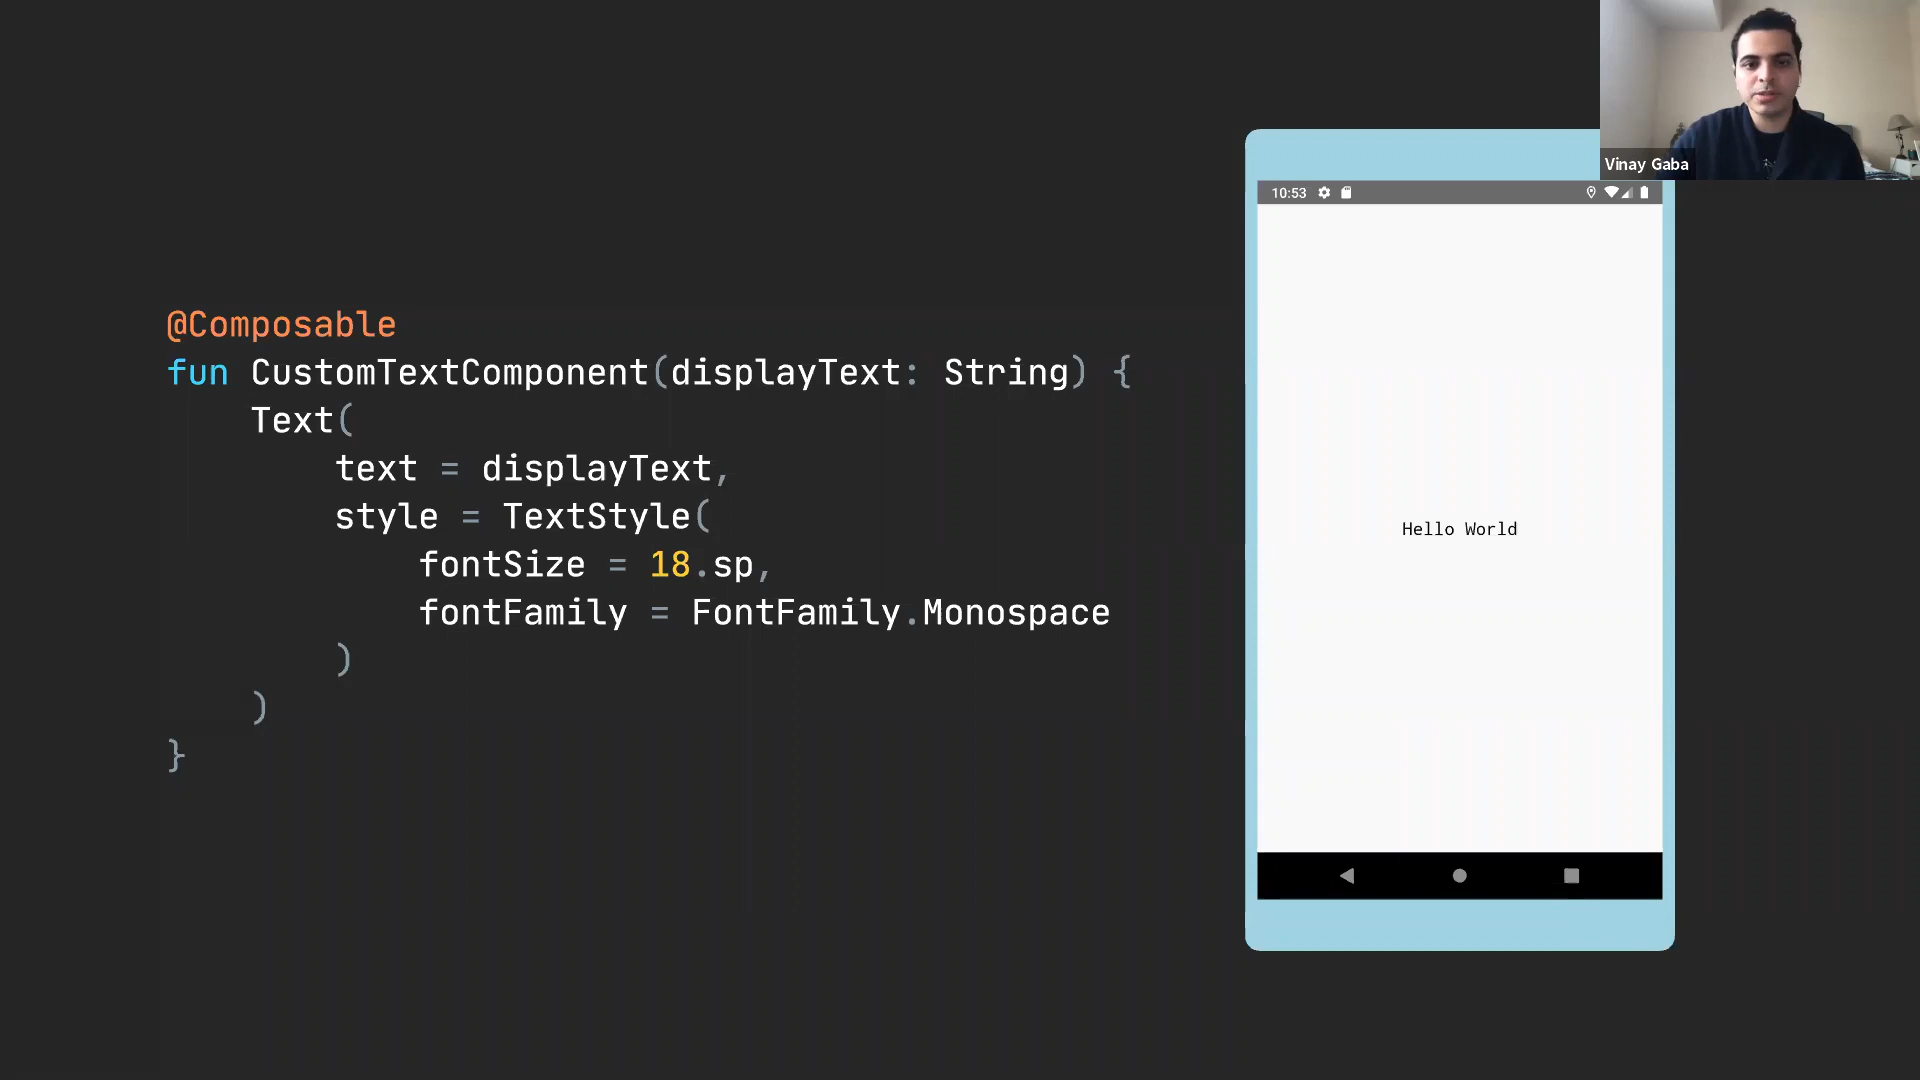 @Composable
fun CustomTextComponent(displayText: String) {
    Text(
        text = displayText,
        style = TextStyle(
            fontSize = 18.sp,
            fontFamily = FontFamily.Monospace
        )
    )
}
Vinay Gaba
10:53
Hello World